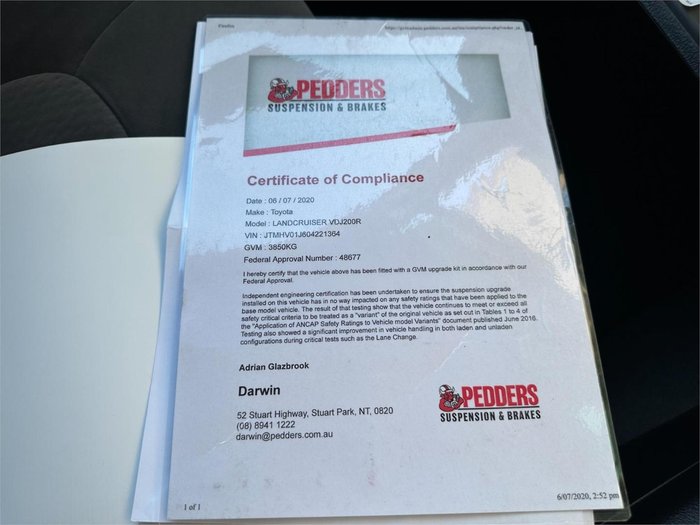 Firefox
PEDDERS
SUSPENSION & BRAKES
Certificate of Compliance
Date : 06 / 07 / 2020
Make : Toyota
Model : LANDCRUISER VDJ200R
VIN : JTMHV01J604221364
GVM : 3850KG
Federal Approval Number : 48677
I hereby certify that the vehicle above has been fitted with a GVM upgrade kit in accordance with our
Federal Approval.
Independent engineering certification has been undertaken to ensure the suspension upgrade
installed on this vehicle has in no way impacted on any safety ratings that have been applied to the
base model vehicle. The result of that testing show that the vehicle continues to meet or exceed all
safety critical criteria to be treated as a "variant" of the original vehicle as set out in Tables 1 to 4 of
the "Application of ANCAP Safety Ratings to Vehicle model Variants" document published June 2016.
Testing also showed a significant improvement in vehicle handling in both laden and unladen
configurations during critical tests such as the Lane Change.
Adrian Glazbrook
Darwin
52 Stuart Highway, Stuart Park, NT, 0820
(08) 8941 1222
darwin@pedders.com.au
PEDDERS
SUSPENSION & BRAKES
1 of 1
6/07/2020, 2:52 pm